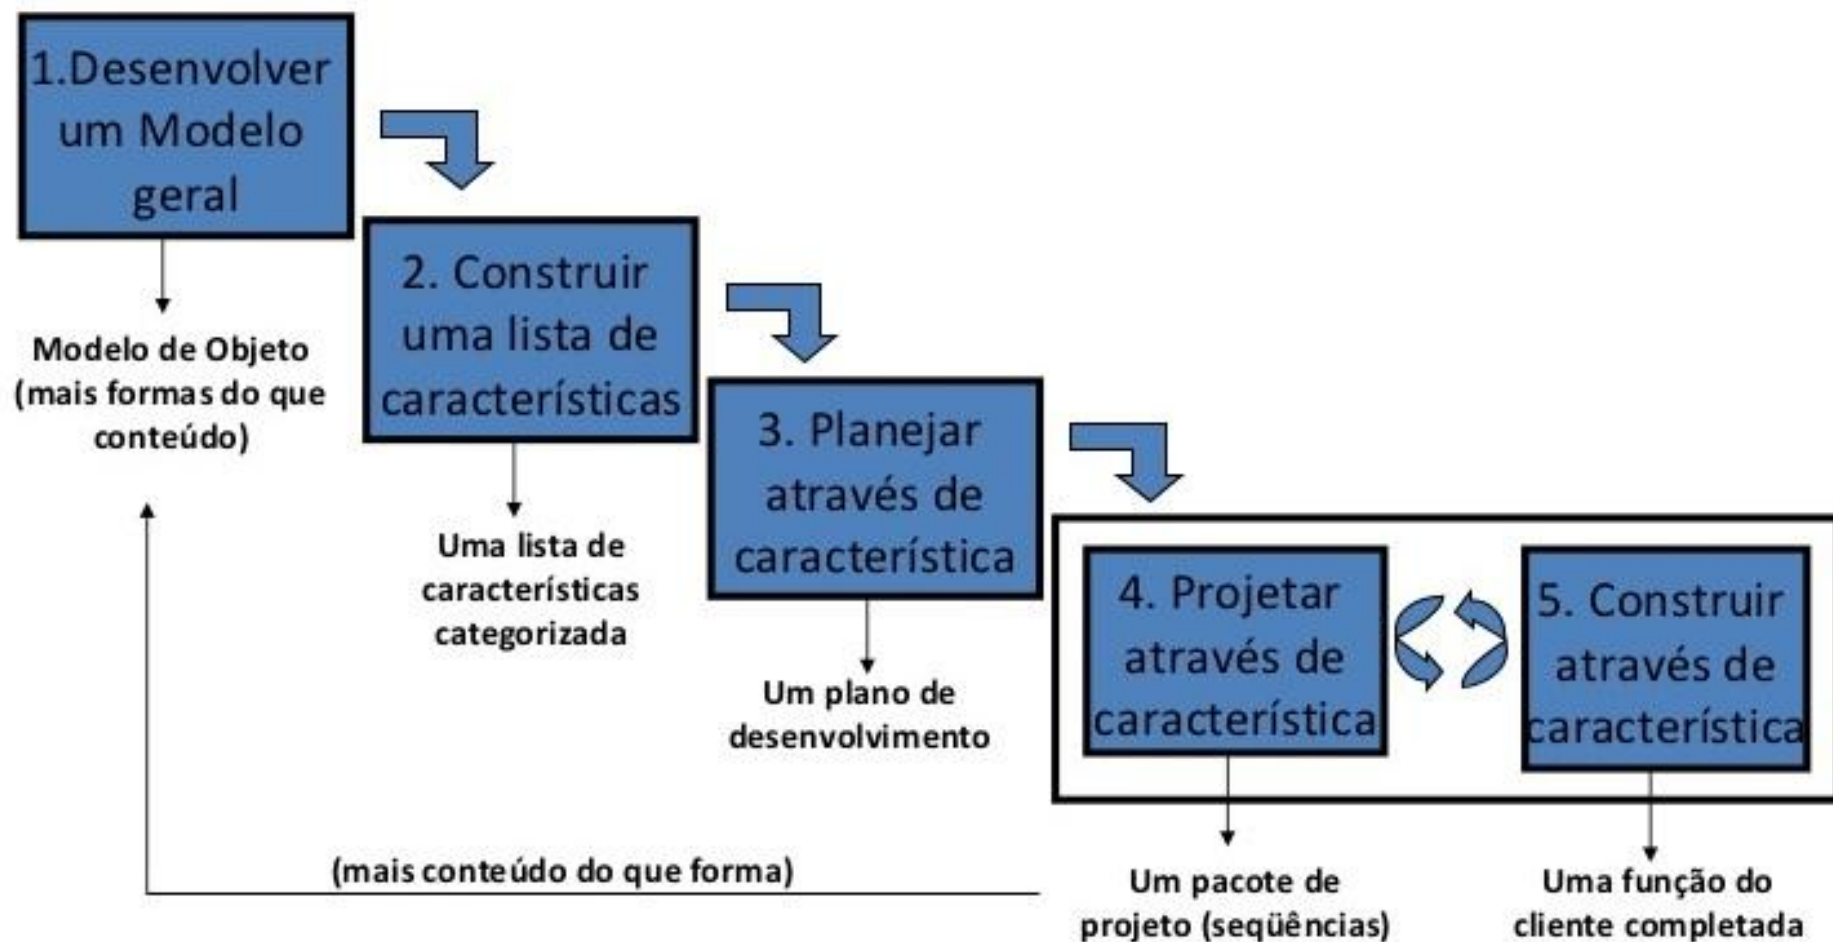 1.Desenvolver
um Modelo
geral
Modelo de Objeto
(mais formas do que
conteúdo)
2. Construir
uma lista de
características
Uma lista de
características
categorizada
3. Planejar
através de
característica
Um plano de
desenvolvimento
4. Projetar
através de
característica
Um pacote de
projeto (seqüências)
5. Construir
através de
característica
Uma função do
cliente completada
(mais conteúdo do que forma)